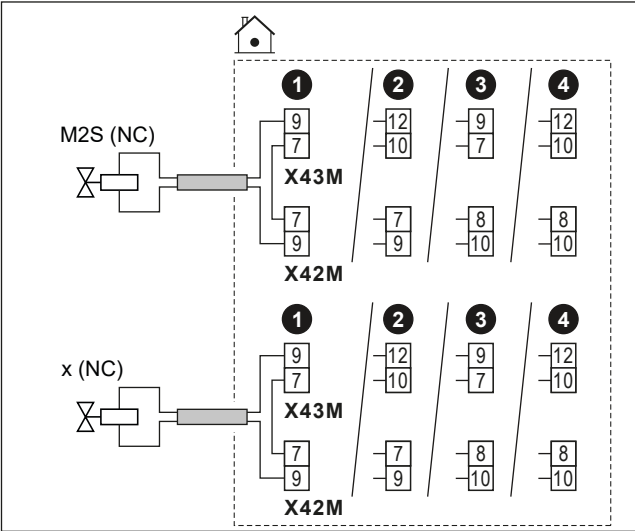 1 2 3 4
M2S (NC)
9 12 9 12
7 10 7 10
X43M
7 7 8 8
9 9 10 10
X42M
1 2 3 4
x (NC)
9 12 9 12
7 10 7 10
X43M
7 7 8 8
9 9 10 10
X42M